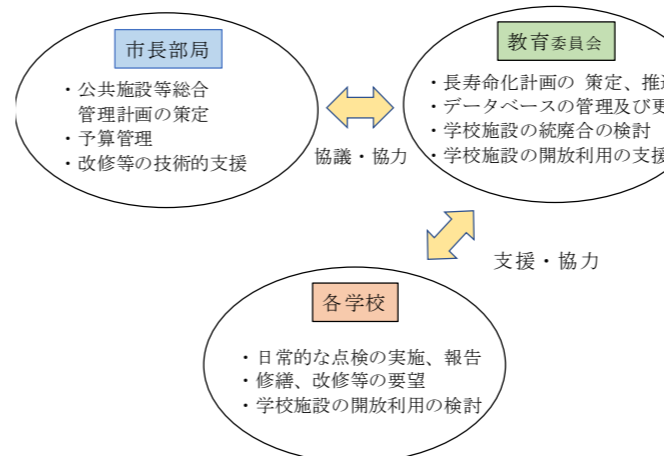 市長部局
・公共施設等総合
管理計画の策定
・予算管理
・改修等の技術的支援
協議・協力
教育委員会
・長寿命化計画の 策定、推
・データベースの管理及び更
・学校施設の統廃合の検討
・学校施設の開放利用の支援
支援・協力
各学校
・日常的な点検の実施、報告
・修繕、改修等の要望
・学校施設の開放利用の検討